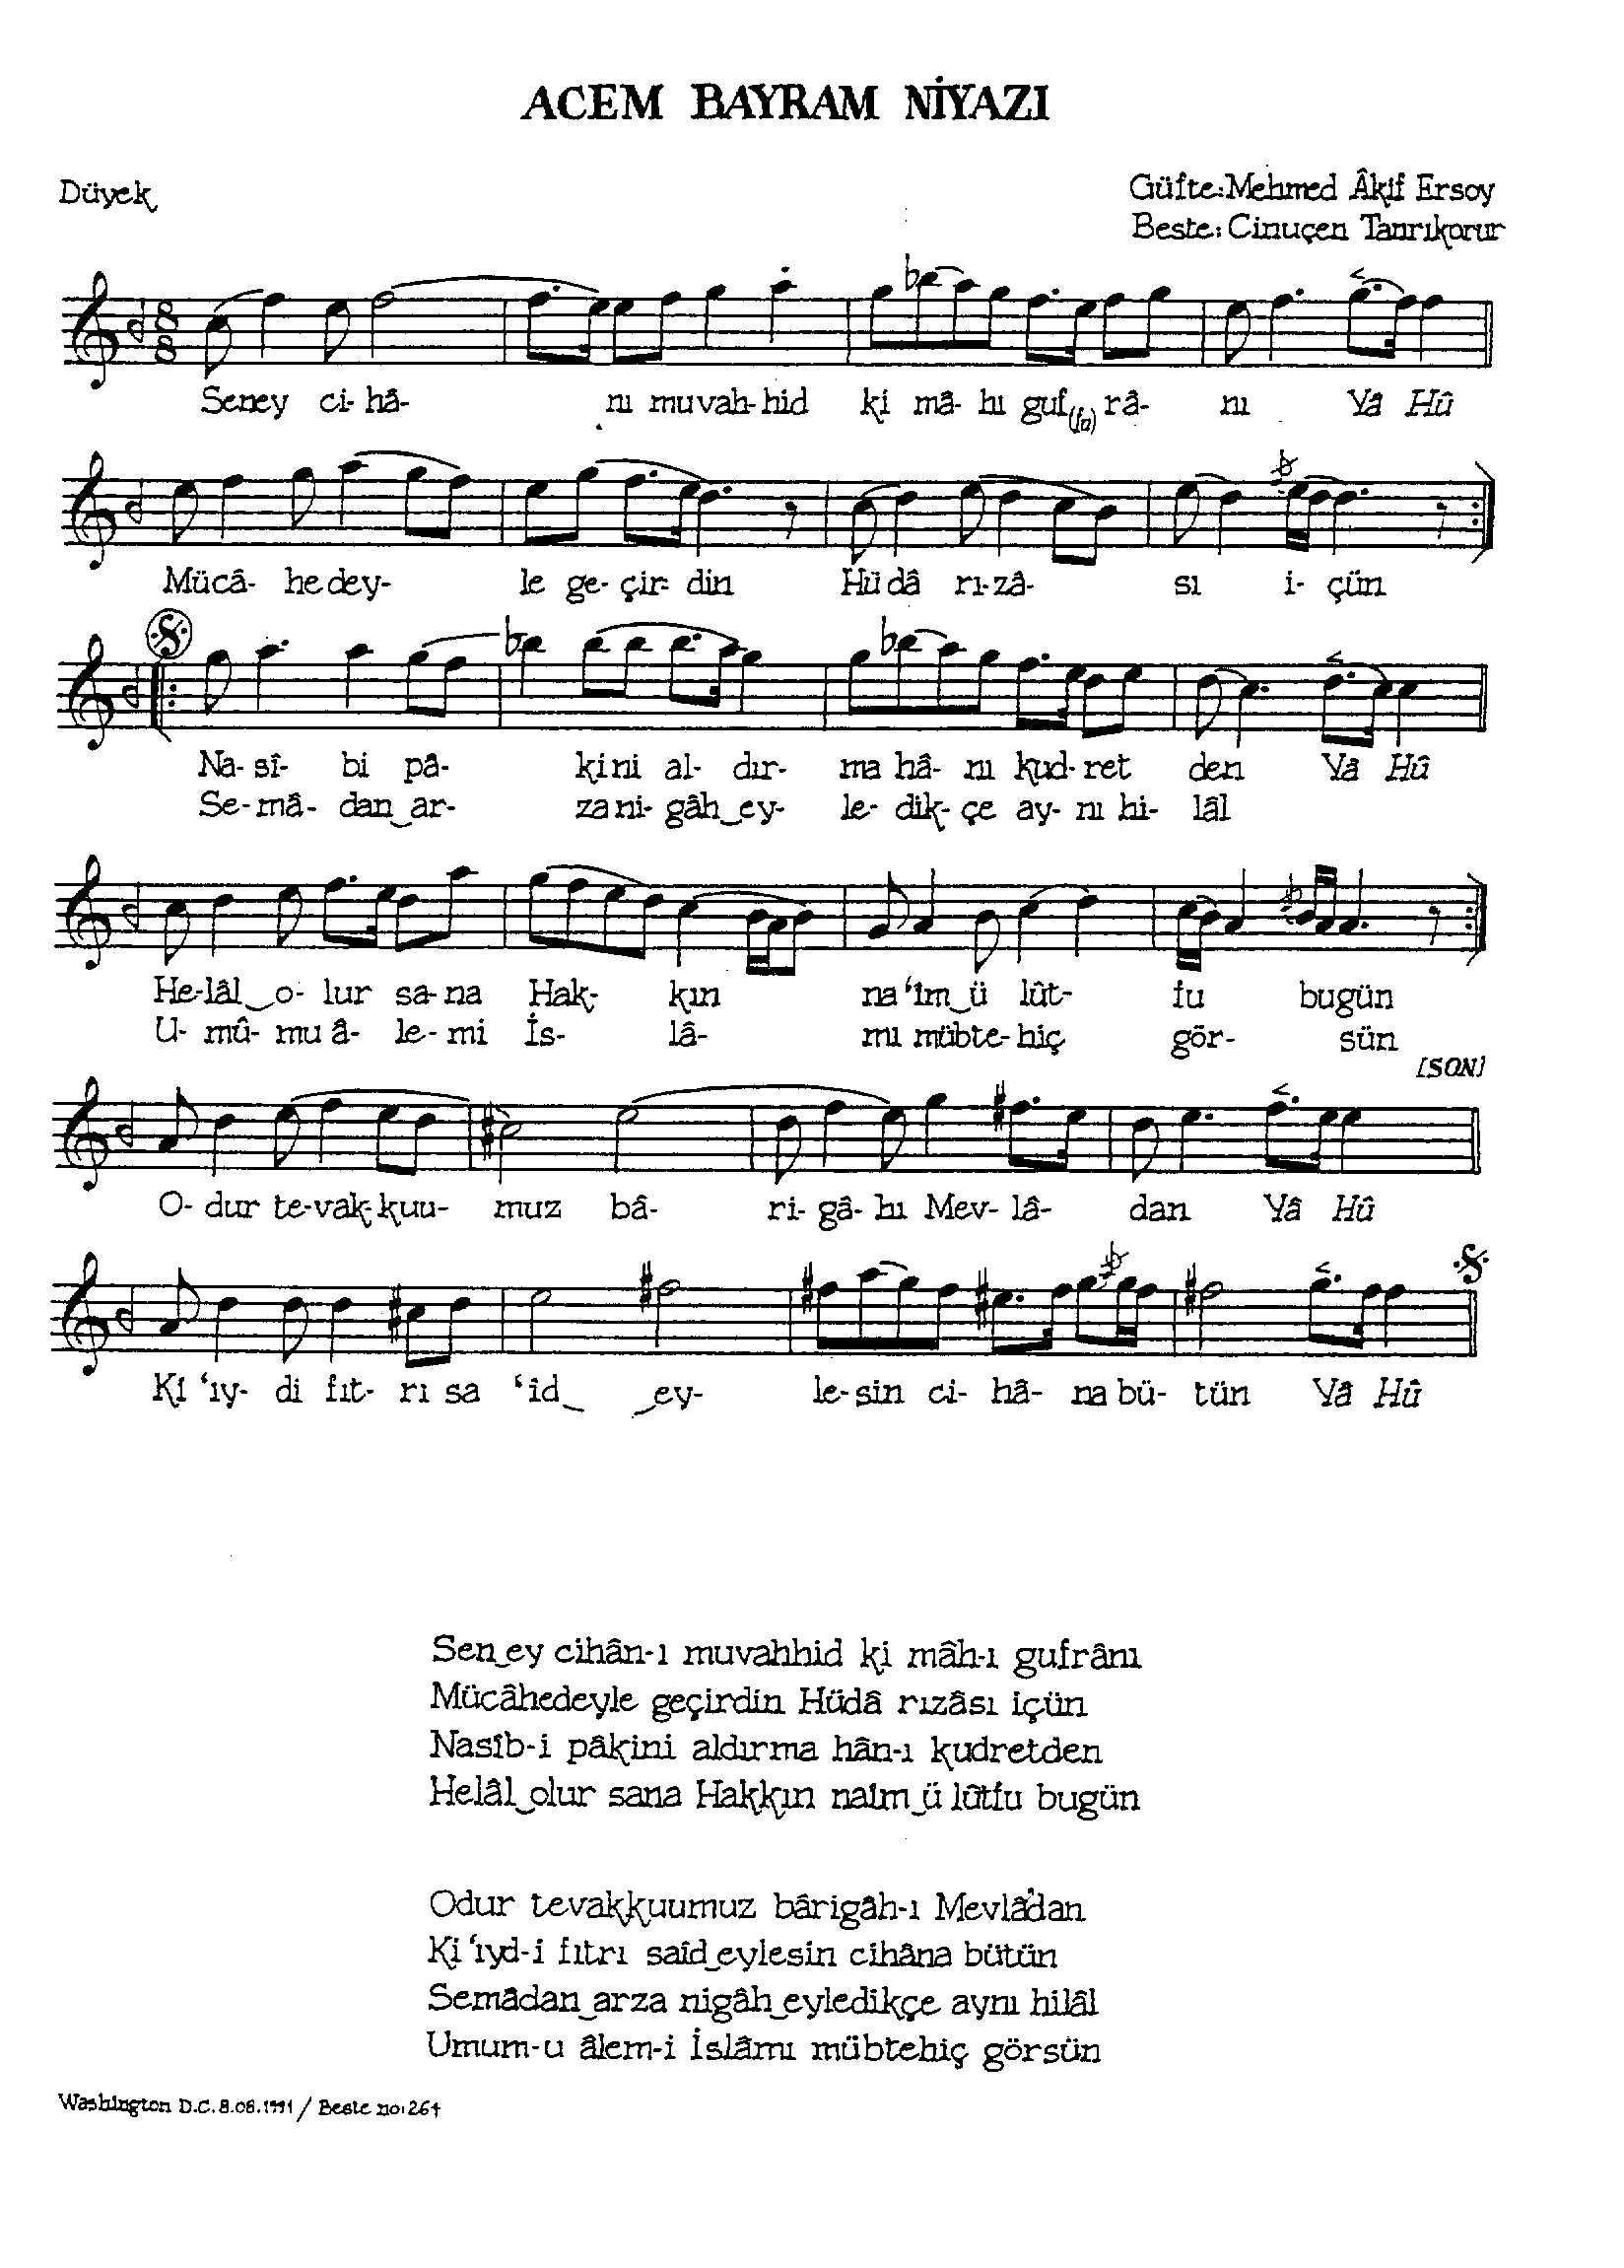 ACEM BAYRAM NİYAZI
Düyek
Güfte: Mehmed Âkif Ersoy
Beste: Cinuçen Tanrıkorur
8
8
Seney ci- hâ- nı muvah- hid ki mâ- hı guf(fu) râ- nı Yâ Hû
Mücâ- hedey- le ge- çir- din Hüdâ rı- zâ- sı i- çün
Na- sî- bi pâ- kini al- dır- ma hâ- nı kud- ret den Yâ Hû
Se- mâ- dan‿ar- za ni- gâh‿ey- le- dik- çe ay- nı hi- lâl
He- lâl‿o- lur sa- na Hak- kın na‘îm‿ü lût- fu bugün
U- mû- mu â- le- mi İs- lâ- mı mübte- hiç gör- sün
[SON]
O- dur te- vak- kuu- muz bâ- ri- gâ- hı Mev- lâ- dan Yâ Hû
Ki ‘ıy- di fıt- rı sa ‘îd‿ ‿ey- le- sin ci- hâ- na bü- tün Yâ Hû
Sen‿ey cihân-ı muvahhid ki mâh-ı gufrânı
Mücâhedeyle geçirdin Hüdâ rızâsı içün
Nasîb-i pâkini aldırma hân-ı kudretden
Helâl‿olur sana Hakkın naîm‿ü lûtfu bugün
Odur tevakkuumuz bârigâh-ı Mevlâ'dan
Ki ‘ıyd-i fıtrı saîd‿eylesin cihâna bütün
Semâdan‿arza nigâh‿eyledikçe aynı hilâl
Umum-u âlem-i İslâmı mübtehiç görsün
Washington D.C. 8.08.1991 / Beste no: 264